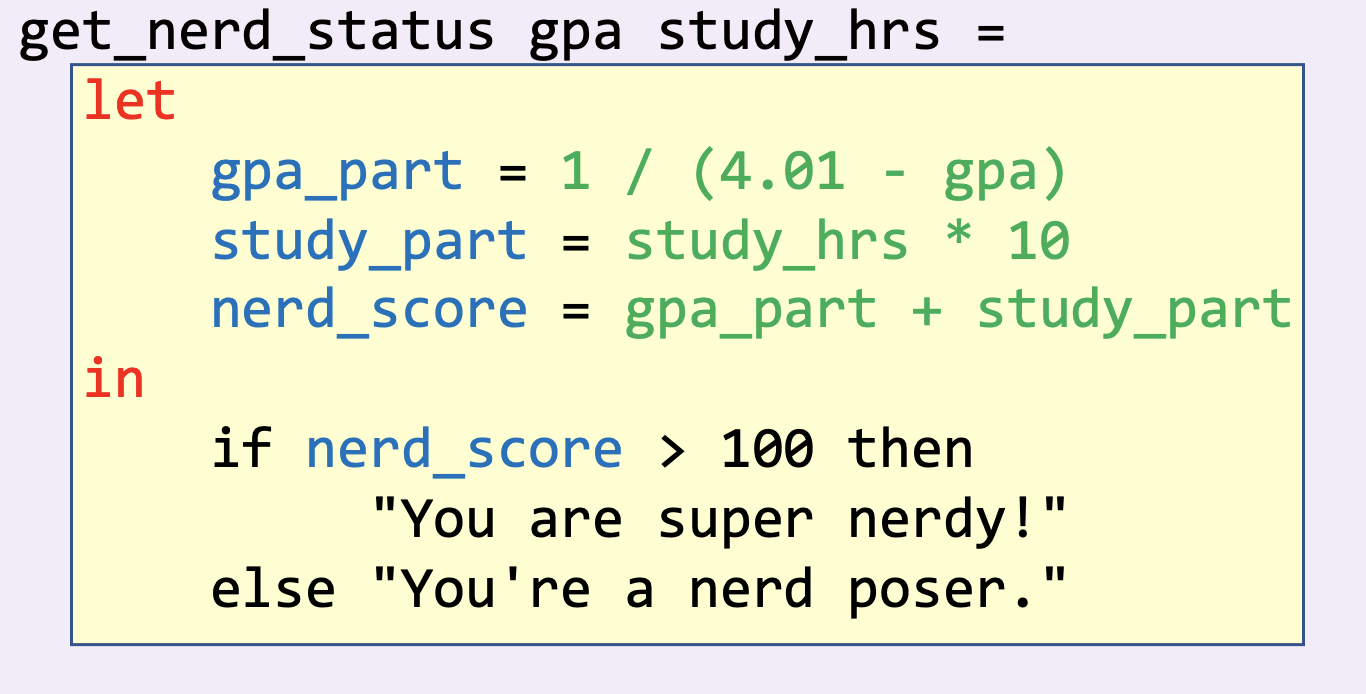 get_nerd_status gpa study_hrs =
let
gpa_part = 1 / (4.01 - gpa)
study_part = study_hrs * 10
nerd_score = gpa_part + study_part
in
if nerd_score > 100 then
"You are super nerdy!"
else "You're a nerd poser."